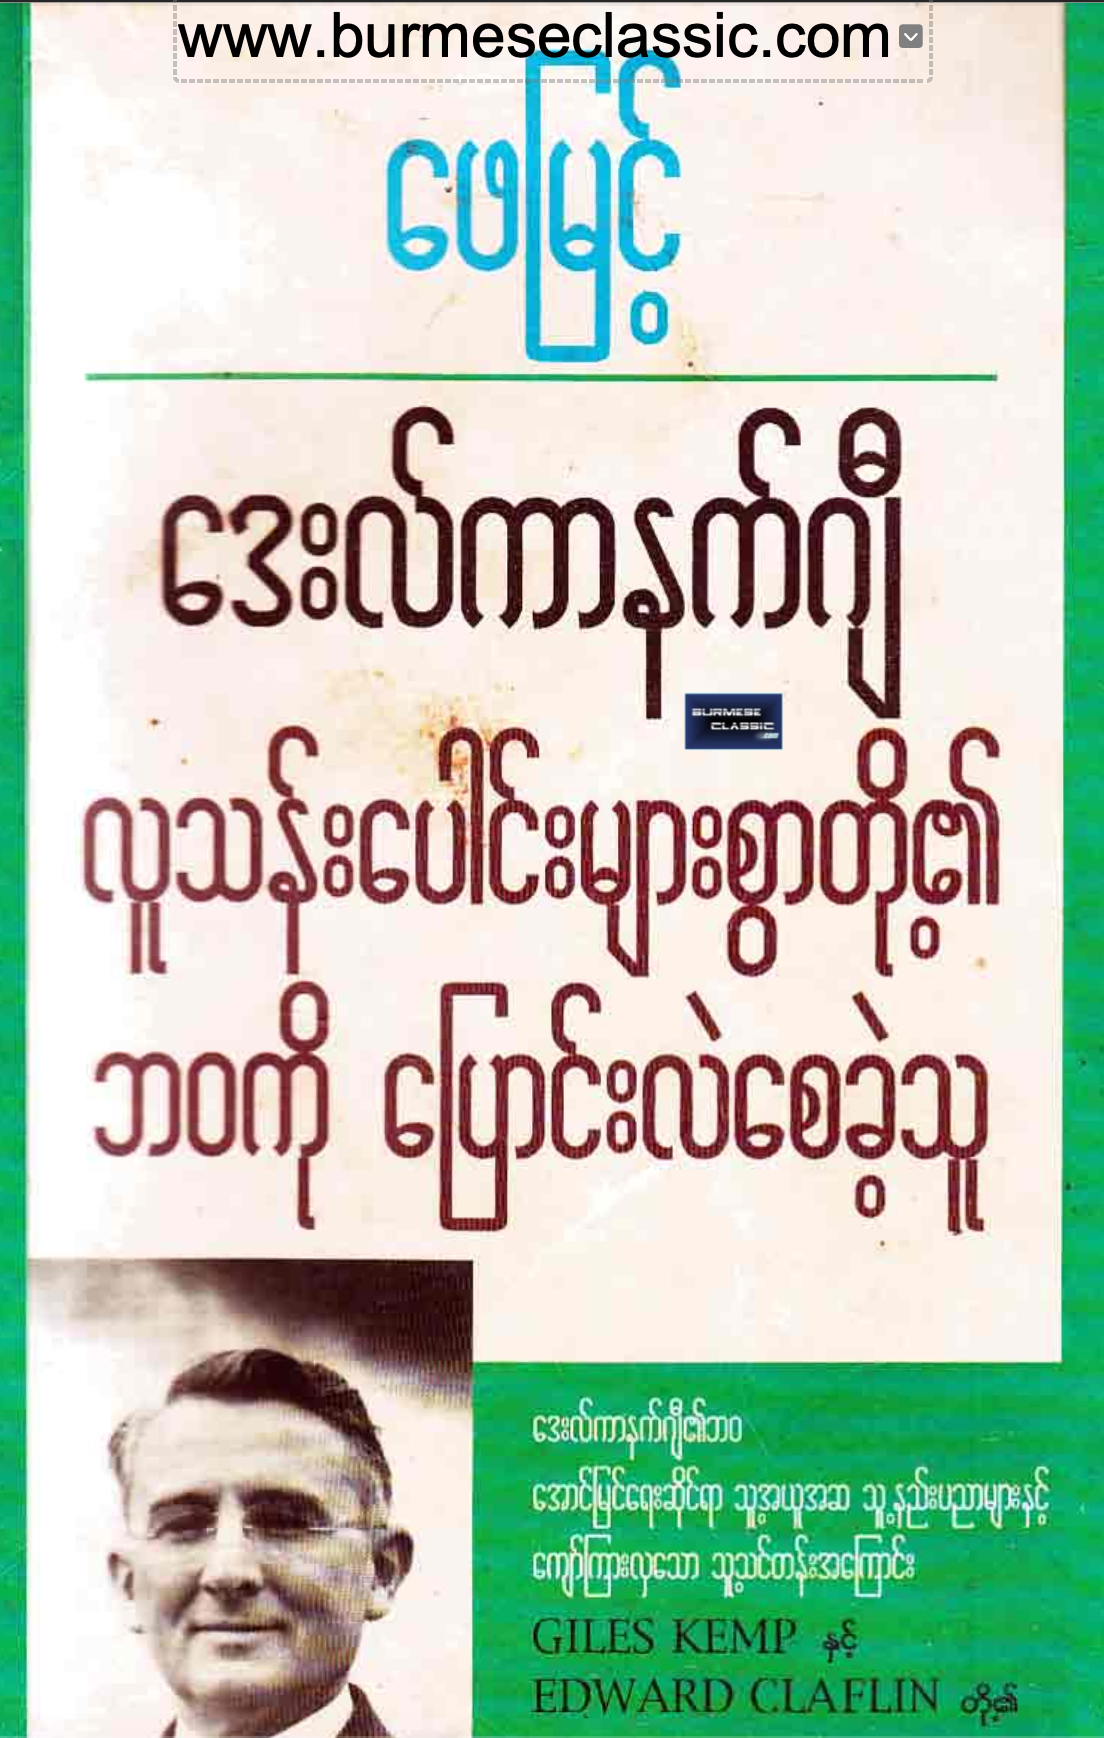 www.burmeseclassic.com
ဖေမြင့်
ဒေးလ်ကာနက်ဂျီ
BURMESE
CLASSIC
.com
လူသန်းပေါင်းများစွာတို့၏
ဘဝကို ပြောင်းလဲစေခဲ့သူ
ဒေးလ်ကာနက်ဂျီ၏ဘဝ
အောင်မြင်ရေးဆိုင်ရာ သူ့အယူအဆ သူ့နည်းပညာများနှင့်
ကျော်ကြားလှသော သူ့သင်တန်းအကြောင်း
GILES KEMP နှင့်
EDWARD CLAFLIN တို့၏